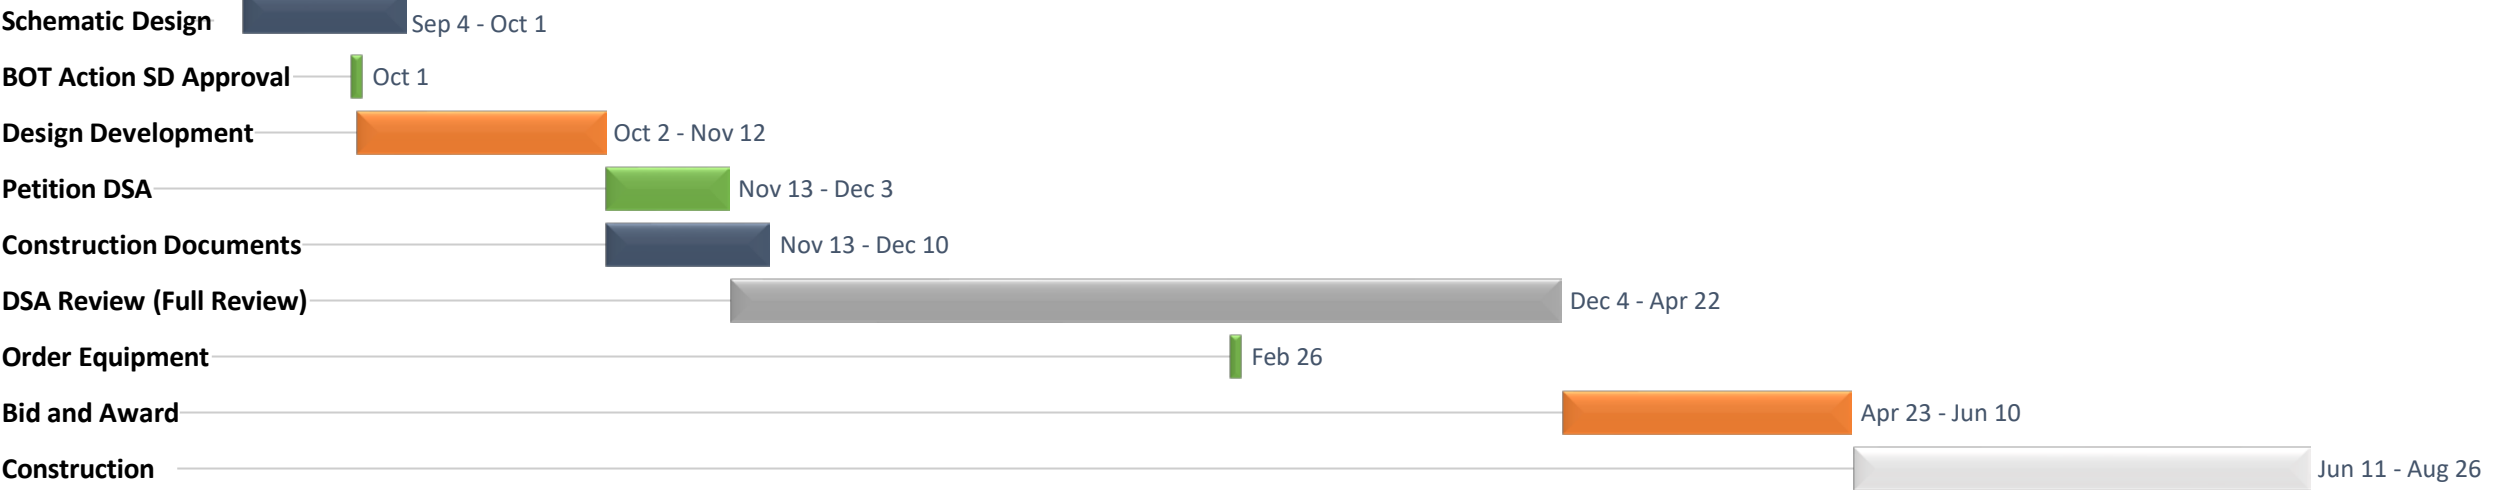 Schematic Design Sep 4 - Oct 1
BOT Action SD Approval Oct 1
Design Development Oct 2 - Nov 12
Petition DSA Nov 13 - Dec 3
Construction Documents Nov 13 - Dec 10
DSA Review (Full Review) Dec 4 - Apr 22
Order Equipment Feb 26
Bid and Award Apr 23 - Jun 10
Construction Jun 11 - Aug 26